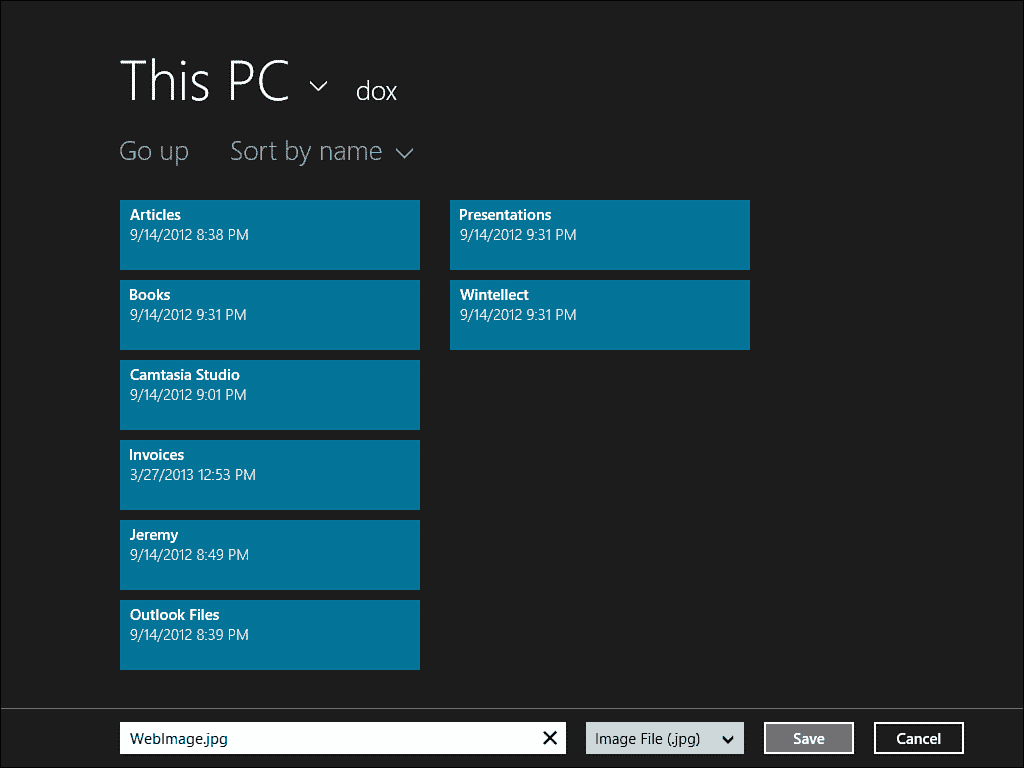 This PC dox
Go up Sort by name
Articles
9/14/2012 8:38 PM
Books
9/14/2012 9:31 PM
Camtasia Studio
9/14/2012 9:01 PM
Invoices
3/27/2013 12:53 PM
Jeremy
9/14/2012 8:49 PM
Outlook Files
9/14/2012 8:39 PM
Presentations
9/14/2012 9:31 PM
Wintellect
9/14/2012 9:31 PM
WebImage.jpg Image File (.jpg) Save Cancel